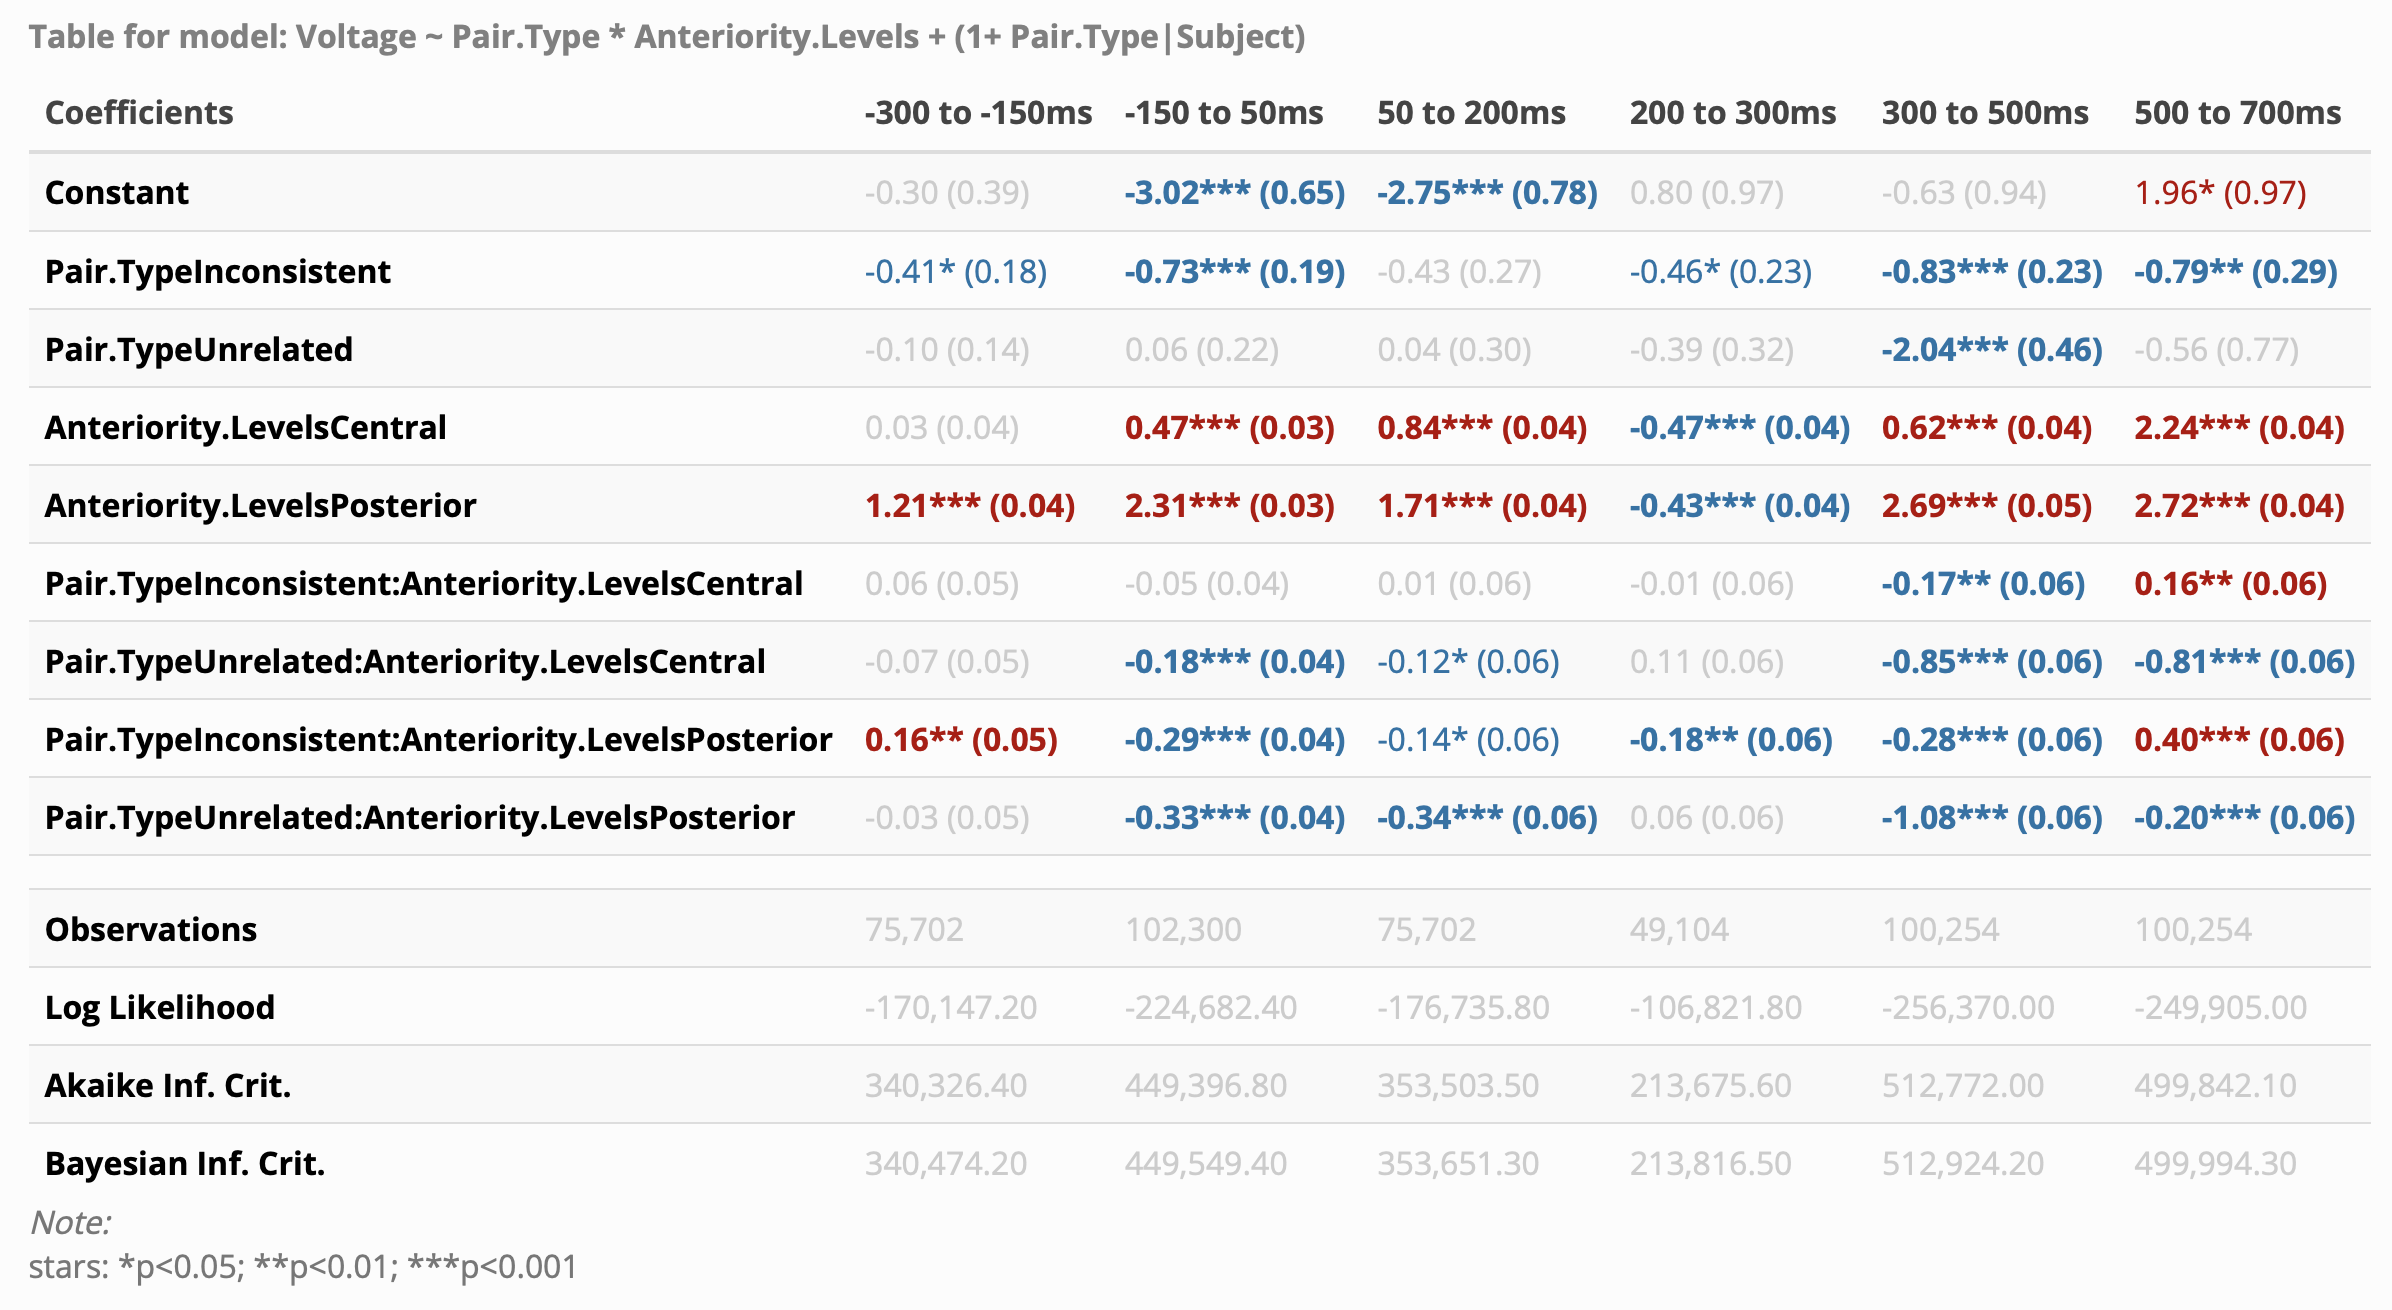 Table for model: Voltage ~ Pair.Type * Anteriority.Levels + (1+ Pair.Type|Subject)
Coefficients -300 to -150ms -150 to 50ms 50 to 200ms 200 to 300ms 300 to 500ms 500 to 700ms
Constant -0.30 (0.39) -3.02*** (0.65) -2.75*** (0.78) 0.80 (0.97) -0.63 (0.94) 1.96* (0.97)
Pair.TypeInconsistent -0.41* (0.18) -0.73*** (0.19) -0.43 (0.27) -0.46* (0.23) -0.83*** (0.23) -0.79** (0.29)
Pair.TypeUnrelated -0.10 (0.14) 0.06 (0.22) 0.04 (0.30) -0.39 (0.32) -2.04*** (0.46) -0.56 (0.77)
Anteriority.LevelsCentral 0.03 (0.04) 0.47*** (0.03) 0.84*** (0.04) -0.47*** (0.04) 0.62*** (0.04) 2.24*** (0.04)
Anteriority.LevelsPosterior 1.21*** (0.04) 2.31*** (0.03) 1.71*** (0.04) -0.43*** (0.04) 2.69*** (0.05) 2.72*** (0.04)
Pair.TypeInconsistent:Anteriority.LevelsCentral 0.06 (0.05) -0.05 (0.04) 0.01 (0.06) -0.01 (0.06) -0.17** (0.06) 0.16** (0.06)
Pair.TypeUnrelated:Anteriority.LevelsCentral -0.07 (0.05) -0.18*** (0.04) -0.12* (0.06) 0.11 (0.06) -0.85*** (0.06) -0.81*** (0.06)
Pair.TypeInconsistent:Anteriority.LevelsPosterior 0.16** (0.05) -0.29*** (0.04) -0.14* (0.06) -0.18** (0.06) -0.28*** (0.06) 0.40*** (0.06)
Pair.TypeUnrelated:Anteriority.LevelsPosterior -0.03 (0.05) -0.33*** (0.04) -0.34*** (0.06) 0.06 (0.06) -1.08*** (0.06) -0.20*** (0.06)
Observations 75,702 102,300 75,702 49,104 100,254 100,254
Log Likelihood -170,147.20 -224,682.40 -176,735.80 -106,821.80 -256,370.00 -249,905.00
Akaike Inf. Crit. 340,326.40 449,396.80 353,503.50 213,675.60 512,772.00 499,842.10
Bayesian Inf. Crit. 340,474.20 449,549.40 353,651.30 213,816.50 512,924.20 499,994.30
Note:
stars: *p<0.05; **p<0.01; ***p<0.001